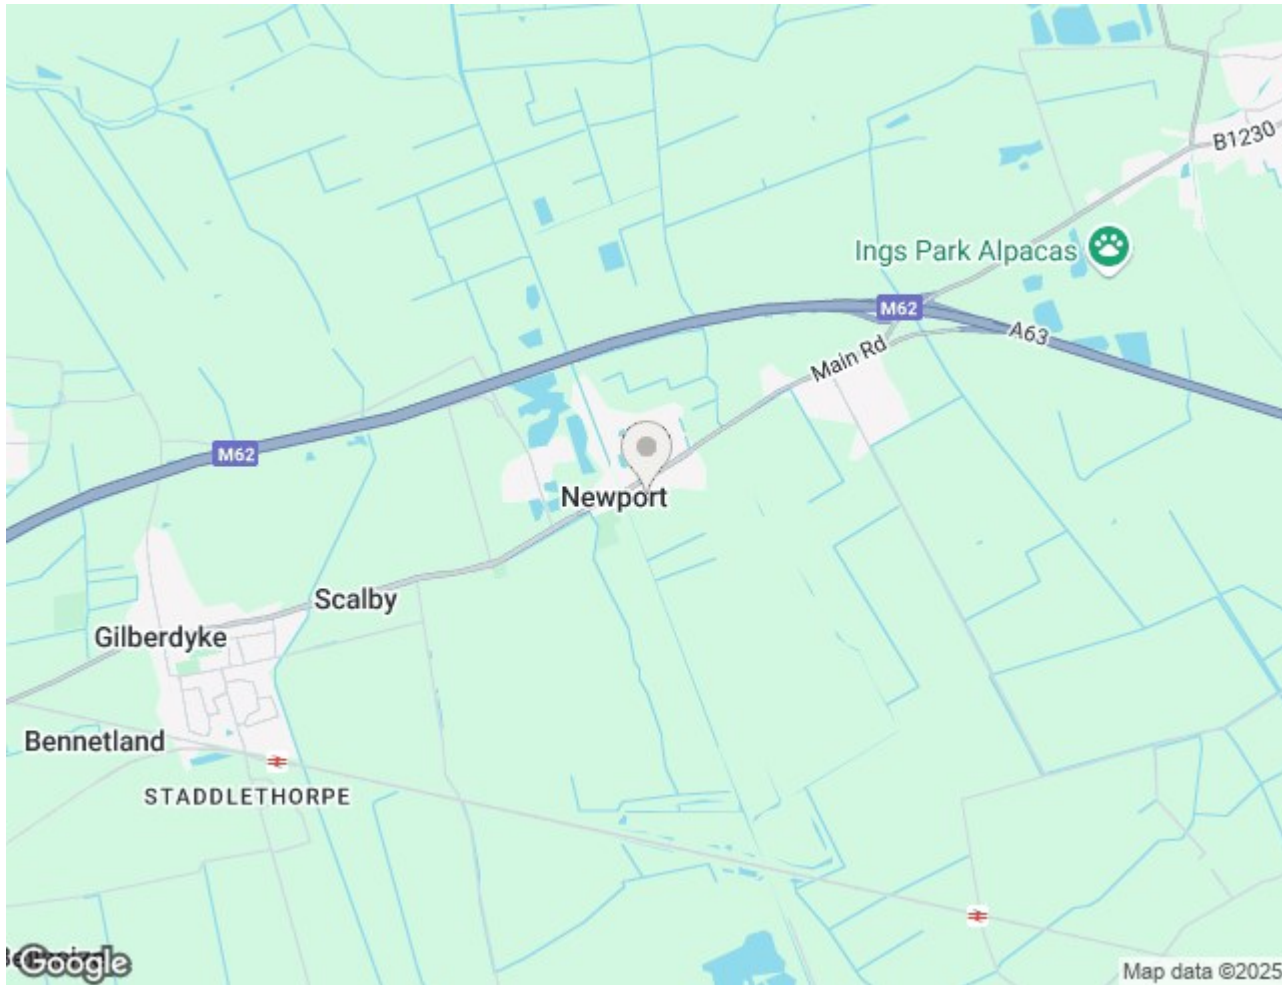 B1230
Ings Park Alpacas
M62
A63
Main Rd
M62
Newport
Scalby
Gilberdyke
Bennetland
STADDLETHORPE
Google
Map data ©2025